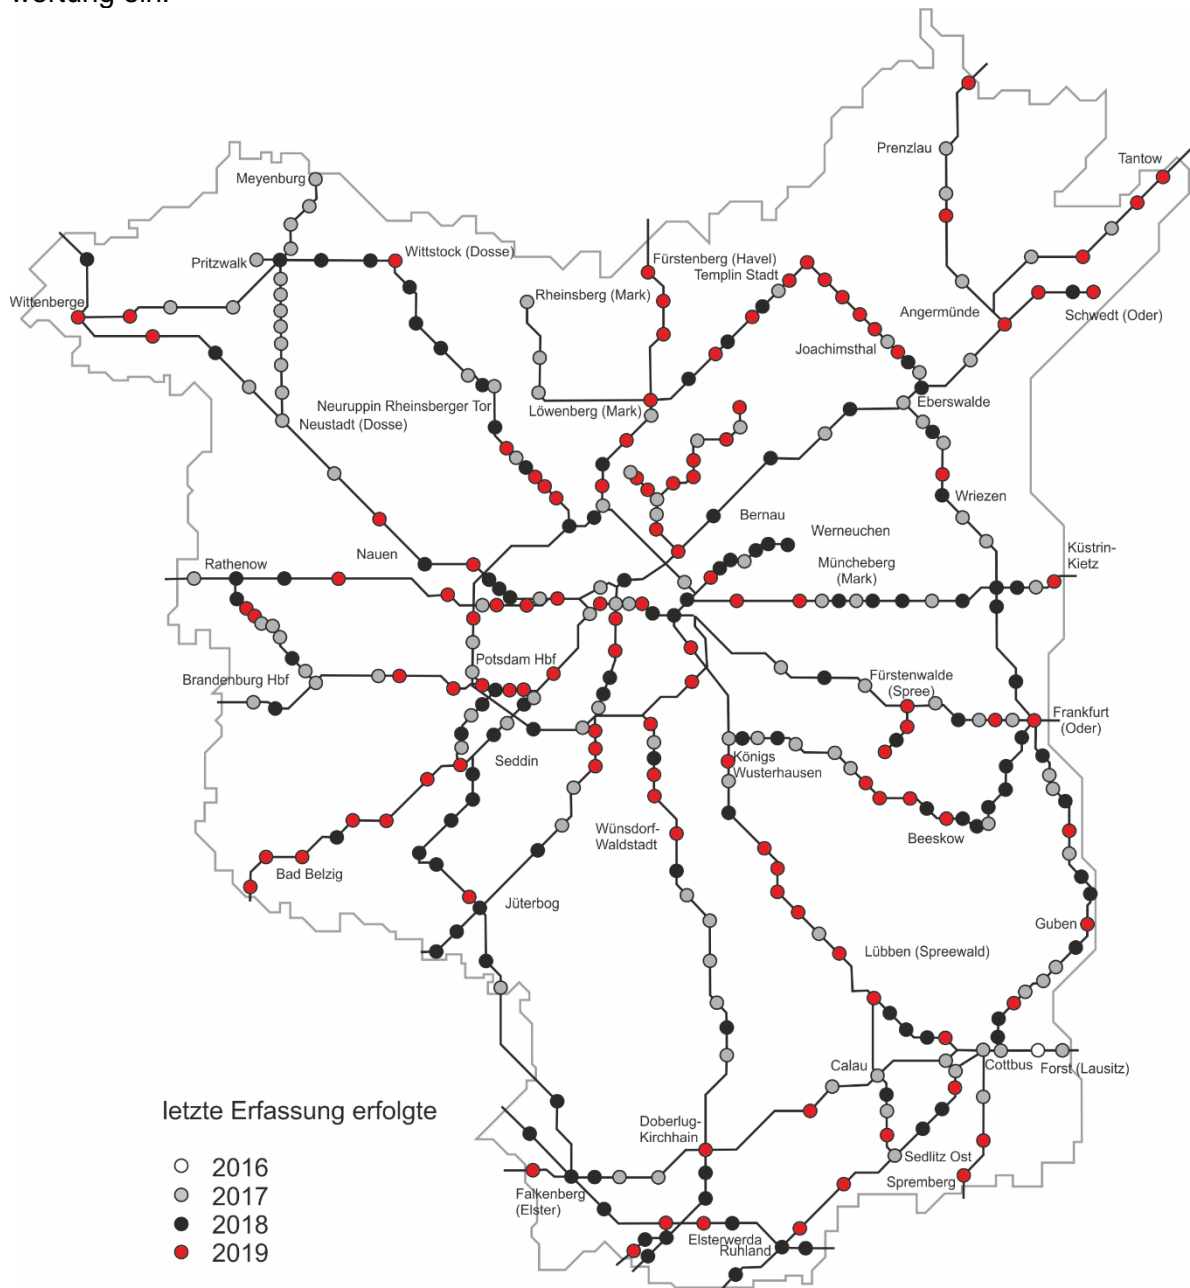 wertung ein.
Prenzlau
Tantow
Meyenburg
Wittstock (Dosse)
Pritzwalk
Fürstenberg (Havel)
Templin Stadt
Wittenberge
Rheinsberg (Mark)
Angermünde
Schwedt (Oder)
Joachimsthal
Neuruppin Rheinsberger Tor
Löwenberg (Mark)
Eberswalde
Neustadt (Dosse)
Wriezen
Bernau
Werneuchen
Nauen
Rathenow
Müncheberg
(Mark)
Küstrin-
Kietz
Potsdam Hbf
Brandenburg Hbf
Fürstenwalde
(Spree)
Frankfurt
(Oder)
Seddin
Königs
Wusterhausen
Wünsdorf-
Waldstadt
Beeskow
Bad Belzig
Jüterbog
Guben
Lübben (Spreewald)
Calau
Cottbus
Forst (Lausitz)
letzte Erfassung erfolgte
2016
2017
2018
2019
Doberlug-
Kirchhain
Sedlitz Ost
Spremberg
Falkenberg
(Elster)
Elsterwerda
Ruhland